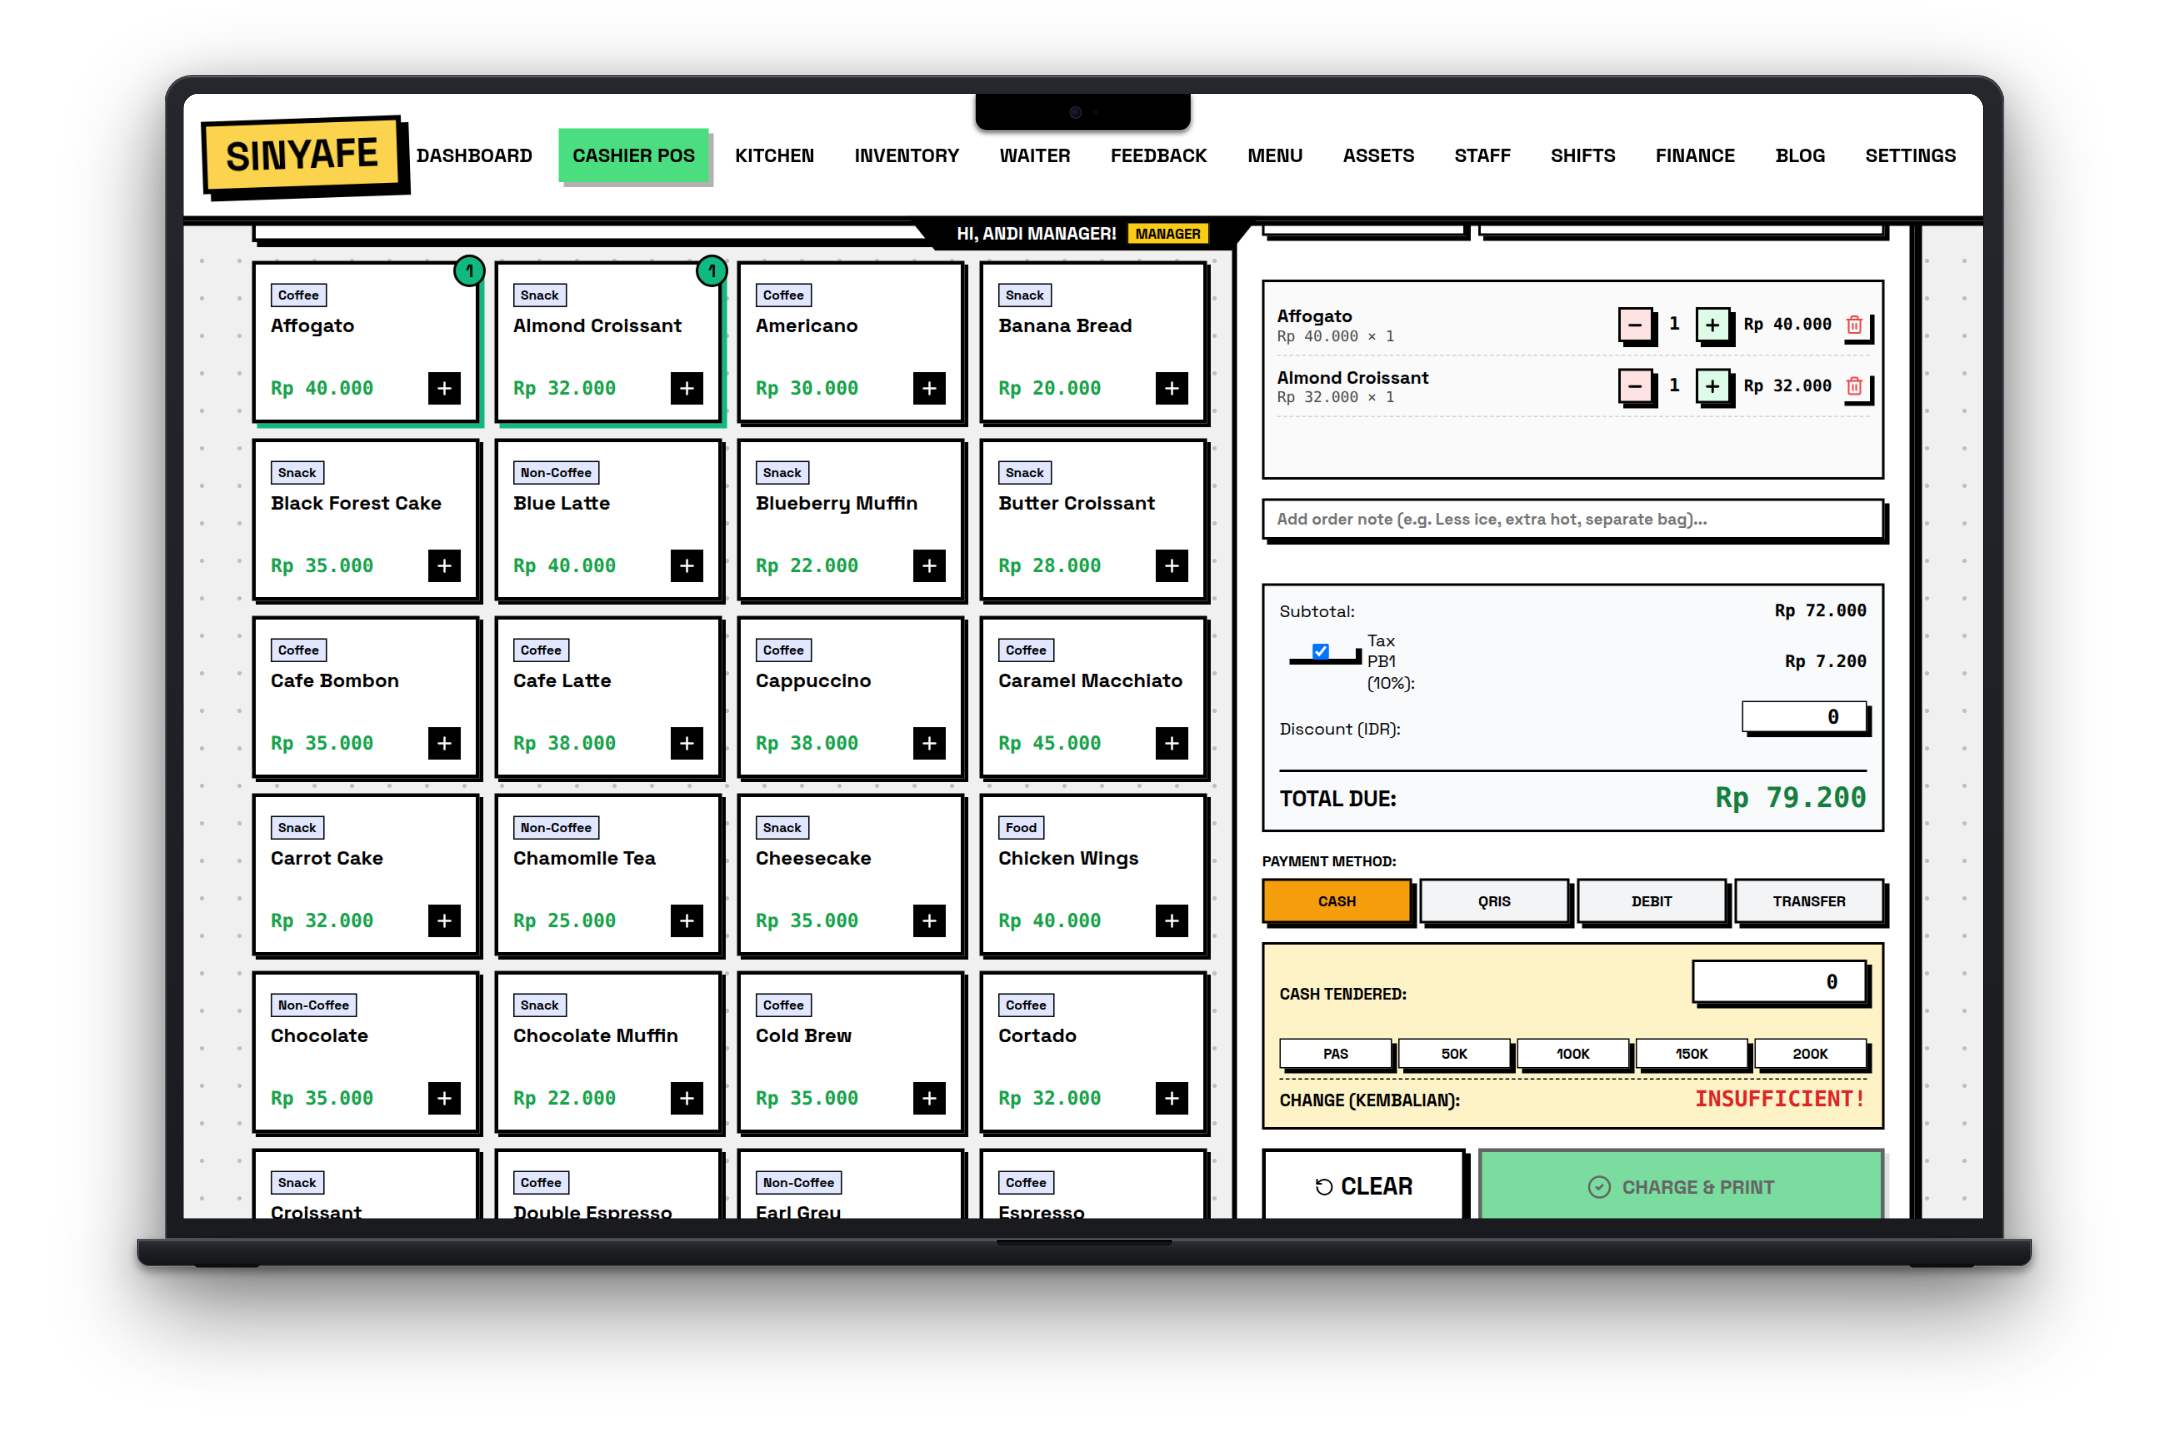 SINYAFE
DASHBOARD CASHIER POS KITCHEN INVENTORY WAITER FEEDBACK MENU ASSETS STAFF SHIFTS FINANCE BLOG SETTINGS
HI, ANDI MANAGER! MANAGER
1
Coffee
Affogato
Rp 40.000
+
1
Snack
Almond Croissant
Rp 32.000
+
Coffee
Americano
Rp 30.000
+
Snack
Banana Bread
Rp 20.000
+
Snack
Black Forest Cake
Rp 35.000
+
Non-Coffee
Blue Latte
Rp 40.000
+
Snack
Blueberry Muffin
Rp 22.000
+
Snack
Butter Croissant
Rp 28.000
+
Coffee
Cafe Bombon
Rp 35.000
+
Coffee
Cafe Latte
Rp 38.000
+
Coffee
Cappuccino
Rp 38.000
+
Coffee
Caramel Macchiato
Rp 45.000
+
Snack
Carrot Cake
Rp 32.000
+
Non-Coffee
Chamomile Tea
Rp 25.000
+
Snack
Cheesecake
Rp 35.000
+
Food
Chicken Wings
Rp 40.000
+
Non-Coffee
Chocolate
Rp 35.000
+
Snack
Chocolate Muffin
Rp 22.000
+
Coffee
Cold Brew
Rp 35.000
+
Coffee
Cortado
Rp 32.000
+
Snack
Croissant
Coffee
Double Espresso
Non-Coffee
Earl Grey
Coffee
Espresso
Affogato
Rp 40.000 × 1
− 1 + Rp 40.000
Almond Croissant
Rp 32.000 × 1
− 1 + Rp 32.000
Add order note (e.g. Less ice, extra hot, separate bag)...
Subtotal: Rp 72.000
Tax
PB1
(10%):
Rp 7.200
Discount (IDR): 0
TOTAL DUE: Rp 79.200
PAYMENT METHOD:
CASH QRIS DEBIT TRANSFER
CASH TENDERED: 0
PAS 50K 100K 150K 200K
CHANGE (KEMBALIAN): INSUFFICIENT!
CLEAR CHARGE & PRINT